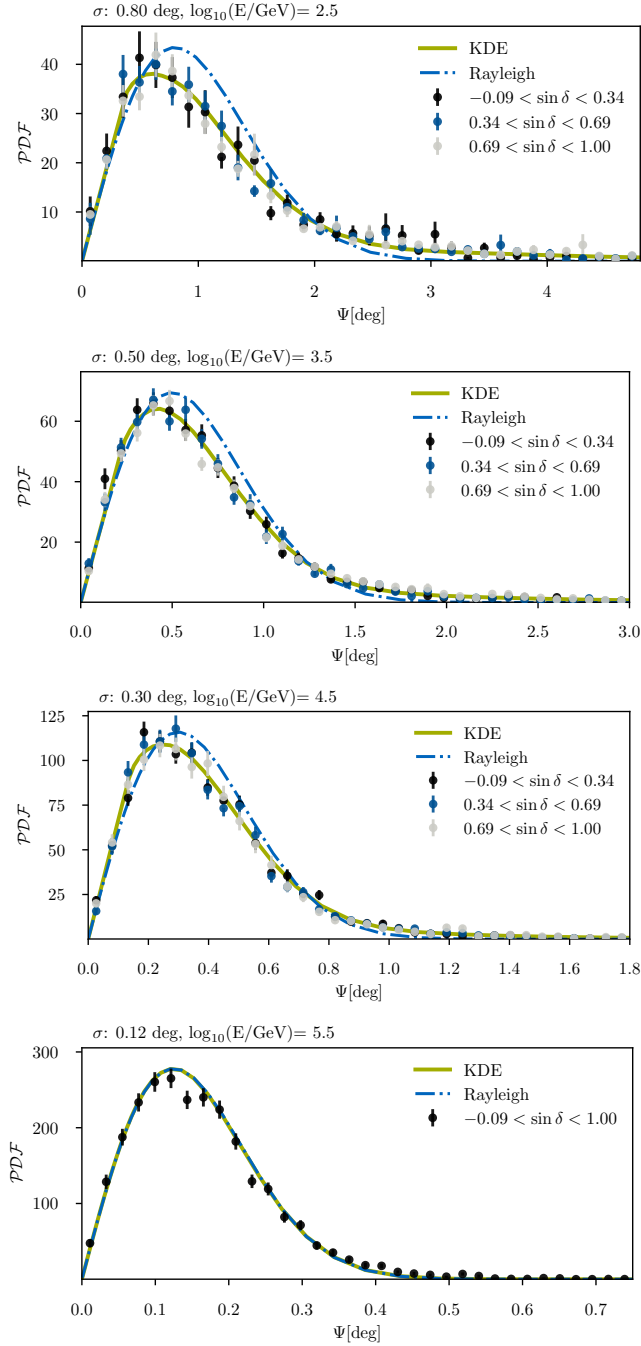 σ: 0.80 deg, log₁₀(E/GeV)= 2.5
40
30
20
10
PDF
KDE
Rayleigh
−0.09 < sin δ < 0.34
0.34 < sin δ < 0.69
0.69 < sin δ < 1.00
0 1 2 3 4
Ψ[deg]
σ: 0.50 deg, log₁₀(E/GeV)= 3.5
60
40
20
PDF
KDE
Rayleigh
−0.09 < sin δ < 0.34
0.34 < sin δ < 0.69
0.69 < sin δ < 1.00
0.0 0.5 1.0 1.5 2.0 2.5 3.0
Ψ[deg]
σ: 0.30 deg, log₁₀(E/GeV)= 4.5
125
100
75
50
25
PDF
KDE
Rayleigh
−0.09 < sin δ < 0.34
0.34 < sin δ < 0.69
0.69 < sin δ < 1.00
0.0 0.2 0.4 0.6 0.8 1.0 1.2 1.4 1.6 1.8
Ψ[deg]
σ: 0.12 deg, log₁₀(E/GeV)= 5.5
300
200
100
PDF
KDE
Rayleigh
−0.09 < sin δ < 1.00
0.0 0.1 0.2 0.3 0.4 0.5 0.6 0.7
Ψ[deg]